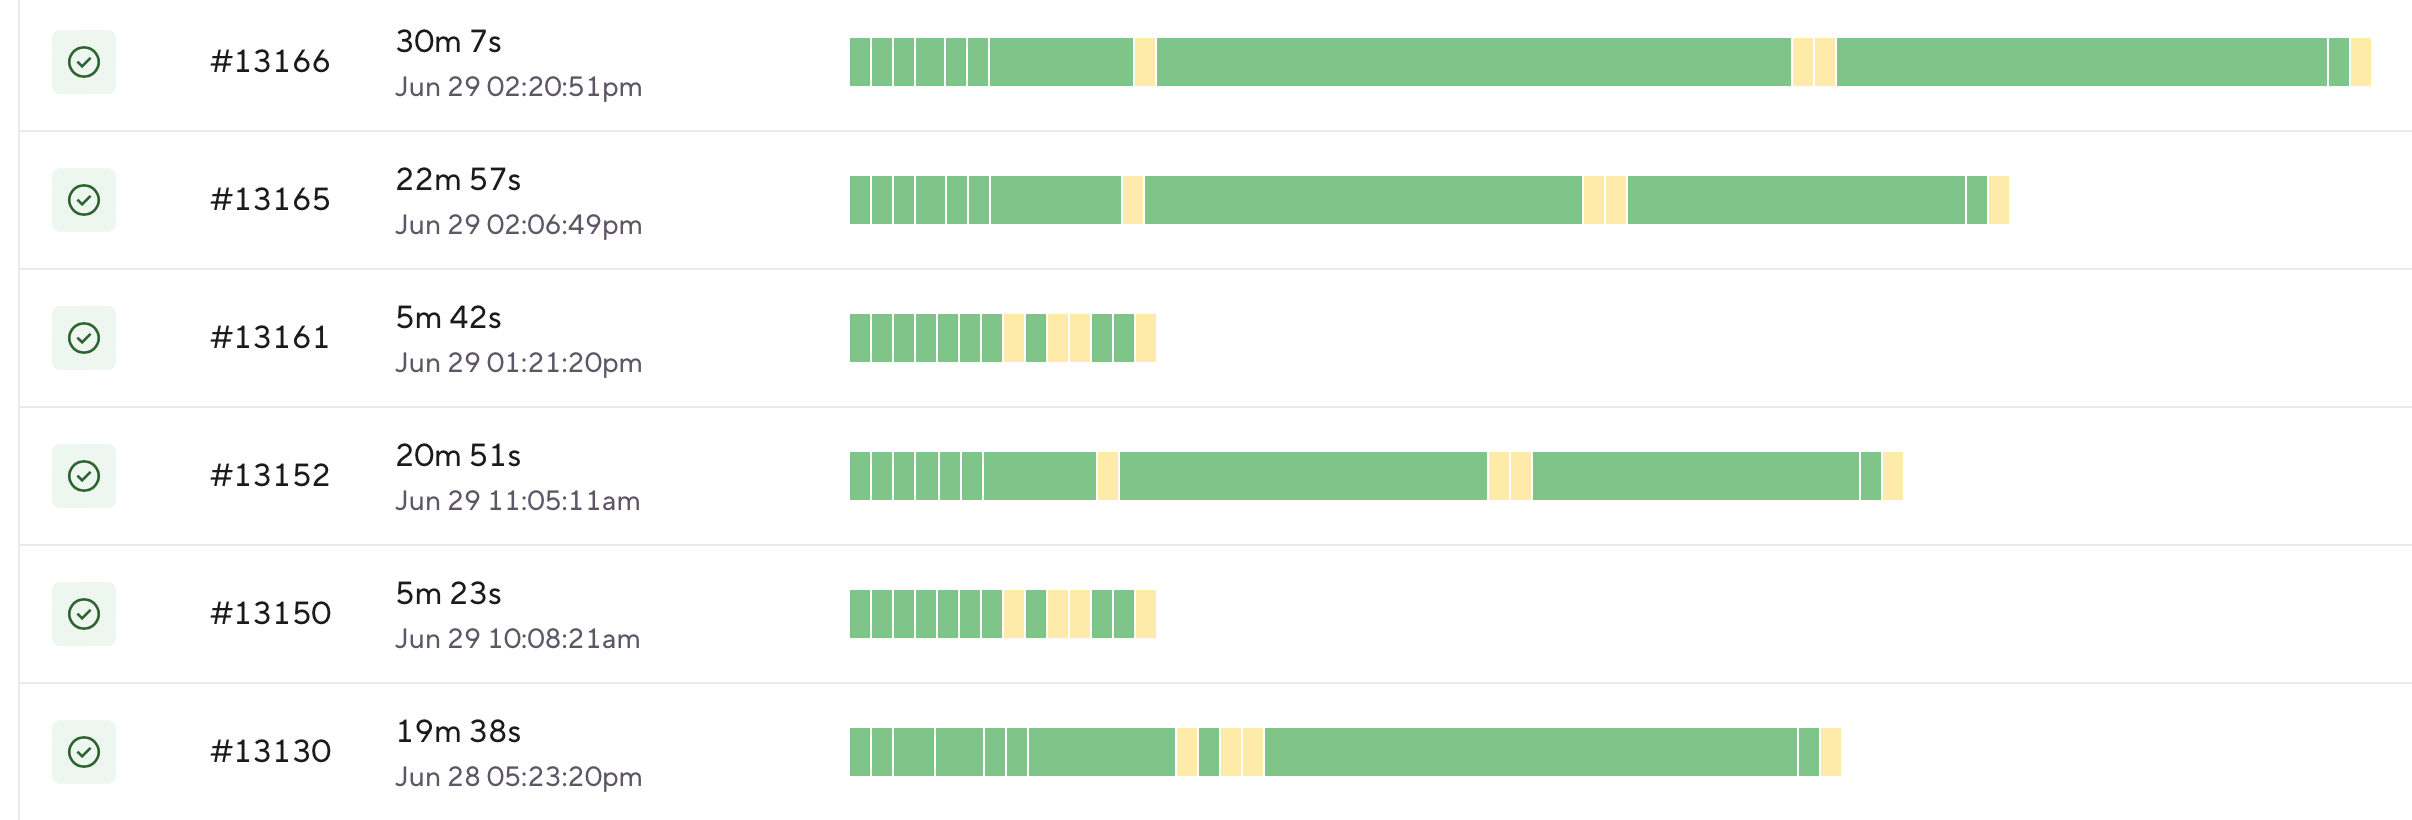 #13166
30m 7s
Jun 29 02:20:51pm
#13165
22m 57s
Jun 29 02:06:49pm
#13161
5m 42s
Jun 29 01:21:20pm
#13152
20m 51s
Jun 29 11:05:11am
#13150
5m 23s
Jun 29 10:08:21am
#13130
19m 38s
Jun 28 05:23:20pm